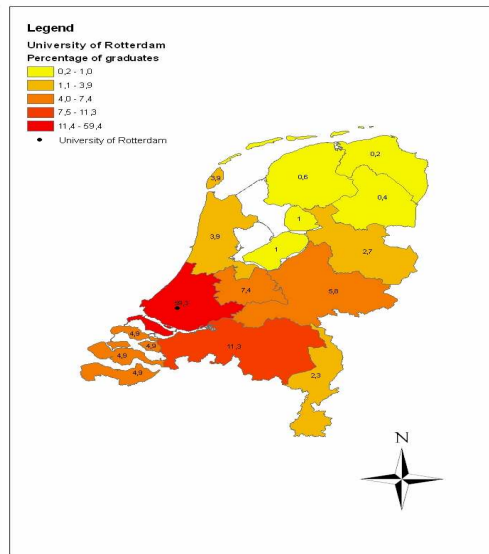 Legend
University of Rotterdam
Percentage of graduates
0,2 - 1,0
1,1 - 3,9
4,0 - 7,4
7,5 - 11,3
11,4 - 59,4
University of Rotterdam
0,2
0,6
3,9
0,4
1
3,9
1
2,7
7,4
5,8
4,9
4,9
4,9
11,3
4,9
2,3
N